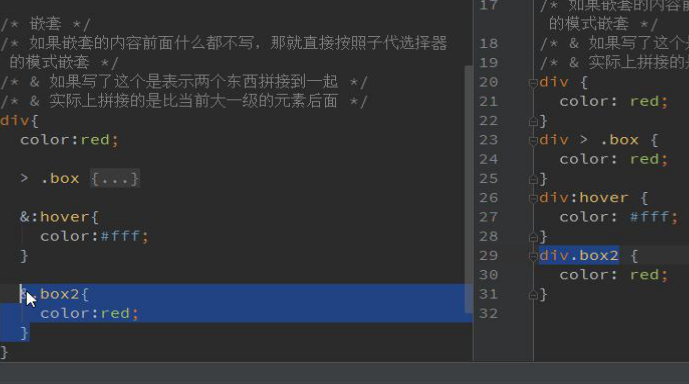 /* 嵌套 */
/* 如果嵌套的内容前面什么都不写，那就直接按照子代选择器
的模式嵌套 */
/* & 如果写了这个是表示两个东西拼接到一起 */
/* & 实际上拼接的是比当前大一级的元素后面 */
div{
color:red;
> .box {...}
&:hover{
color:#fff;
}
&.box2{
color:red;
}
}
17 /* 如果嵌套的内容前
的模式嵌套 */
18 /* & 如果写了这个
19 /* & 实际上拼接的是
20 div {
21 color: red;
22 }
23 div > .box {
24 color: red;
25 }
26 div:hover {
27 color: #fff;
28 }
29 div.box2 {
30 color: red;
31 }
32